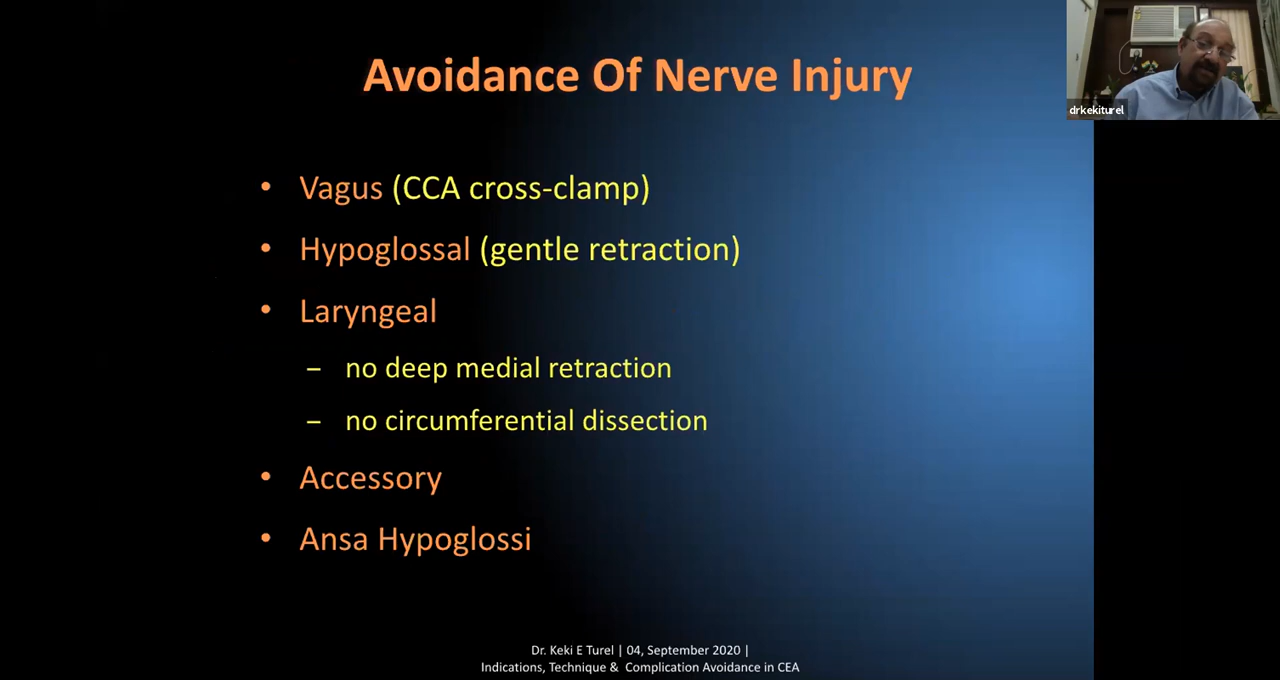 Avoidance Of Nerve Injury
drkekiturel
• Vagus (CCA cross-clamp)
• Hypoglossal (gentle retraction)
• Laryngeal
– no deep medial retraction
– no circumferential dissection
• Accessory
• Ansa Hypoglossi
Dr. Keki E Turel | 04, September 2020 |
Indications, Technique & Complication Avoidance in CEA